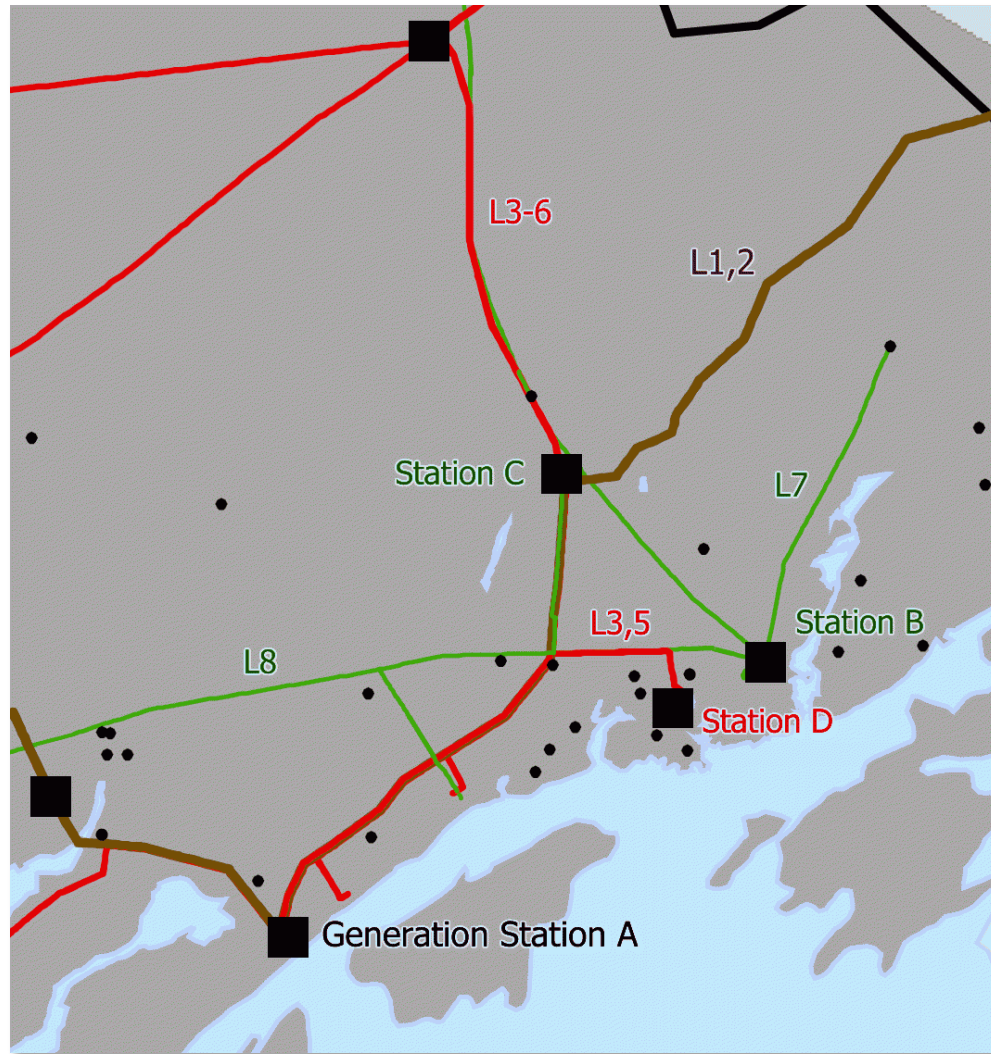 L3-6
L1,2
Station C
L7
L3,5
Station B
L8
Station D
Generation Station A